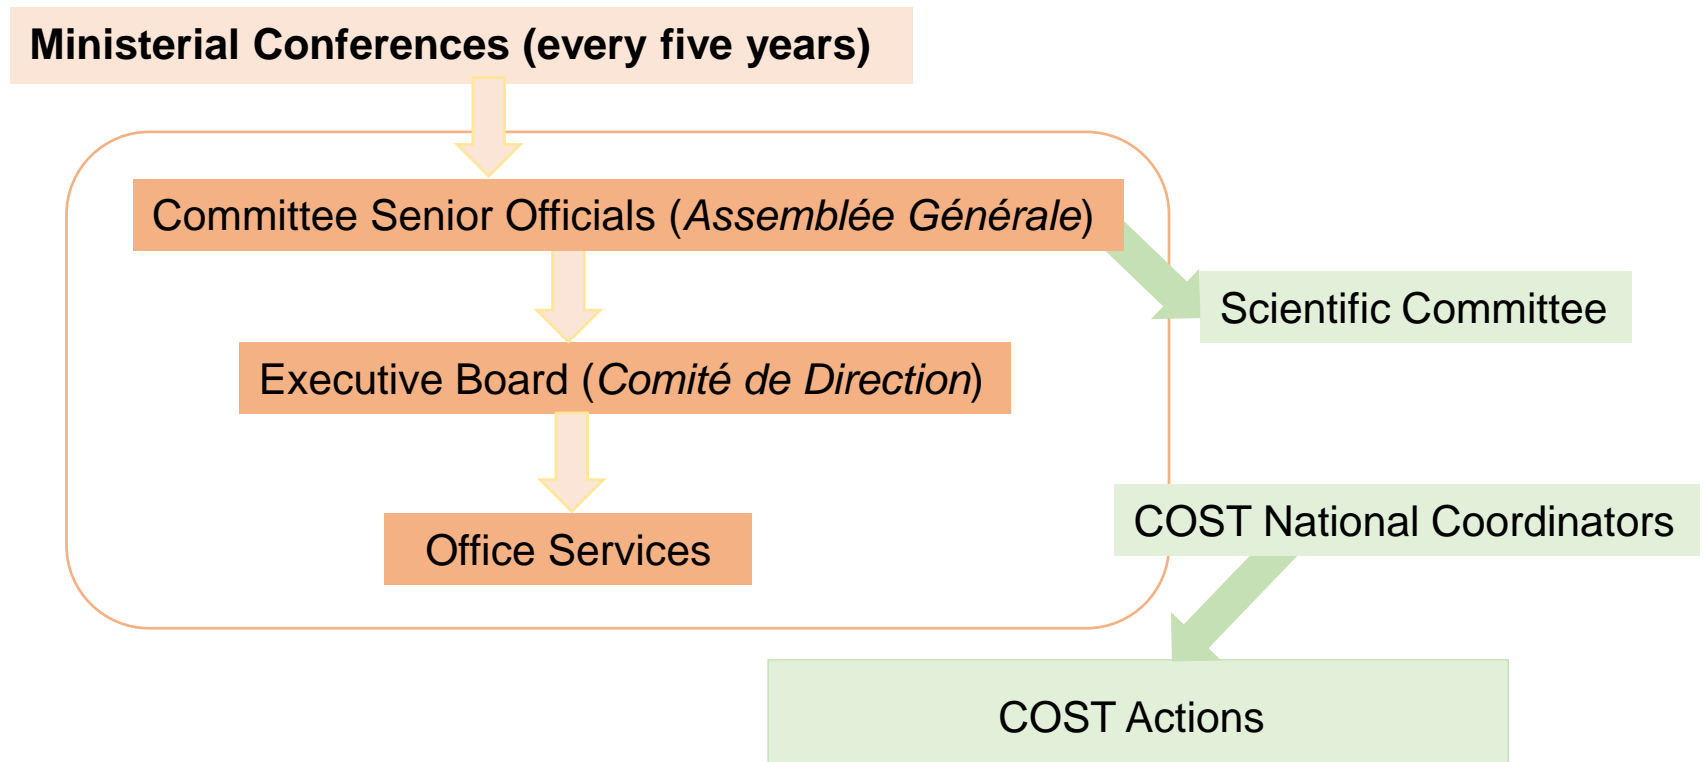 Ministerial Conferences (every five years)
Committee Senior Officials (Assemblée Générale)
Scientific Committee
Executive Board (Comité de Direction)
COST National Coordinators
Office Services
COST Actions